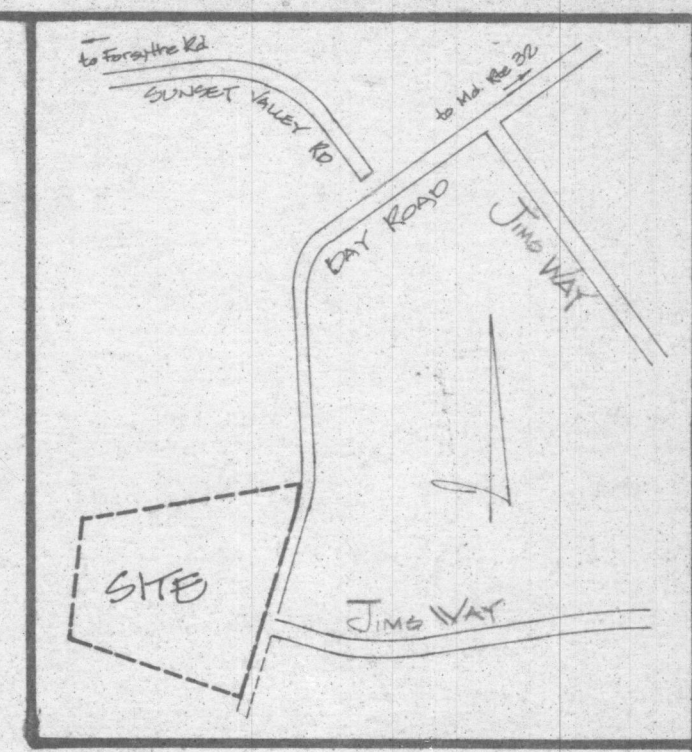 to Forsythe Rd.
SUNSET VALLEY RD
to Md. Rte 32
DAY ROAD
JIMS WAY
SITE
JIMS WAY